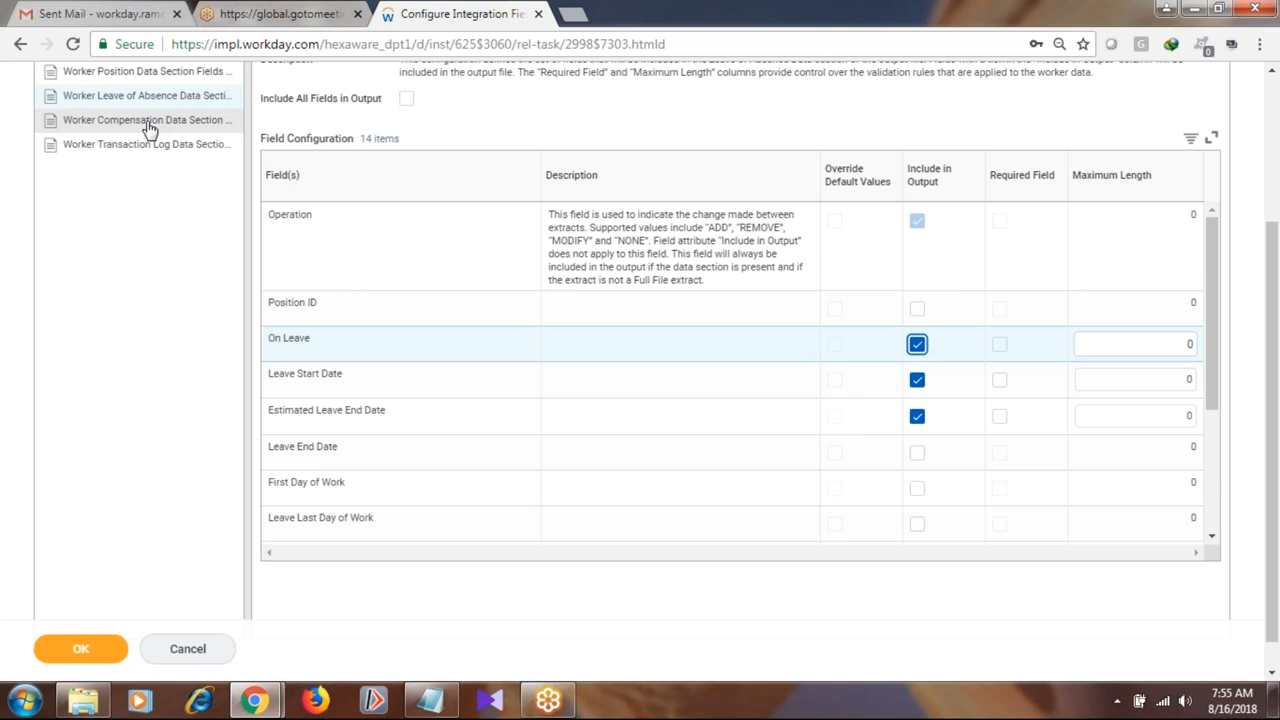 Sent Mail - workday.ram
https://global.gotomeeti
Configure Integration Fie
Secure
https://impl.workday.com/hexaware_dpt1/d/inst/625$3060/rel-task/2998$7303.htmld
0
included in the output file. The "Required Field" and "Maximum Length" columns provide control over the validation rules that are applied to the worker data.
Worker Position Data Section Fields ...
Worker Leave of Absence Data Secti...
Worker Compensation Data Section ...
Worker Transaction Log Data Sectio...
Include All Fields in Output
Field Configuration 14 items
Field(s)
Description
Override Default Values
Include in Output
Required Field
Maximum Length
Operation
This field is used to indicate the change made between
extracts. Supported values include "ADD", "REMOVE",
"MODIFY" and "NONE". Field attribute "Include in Output"
does not apply to this field. This field will always be
included in the output if the data section is present and if
the extract is not a Full File extract.
0
Position ID
0
On Leave
0
Leave Start Date
0
Estimated Leave End Date
0
Leave End Date
0
First Day of Work
0
Leave Last Day of Work
0
OK
Cancel
7:55 AM
8/16/2018